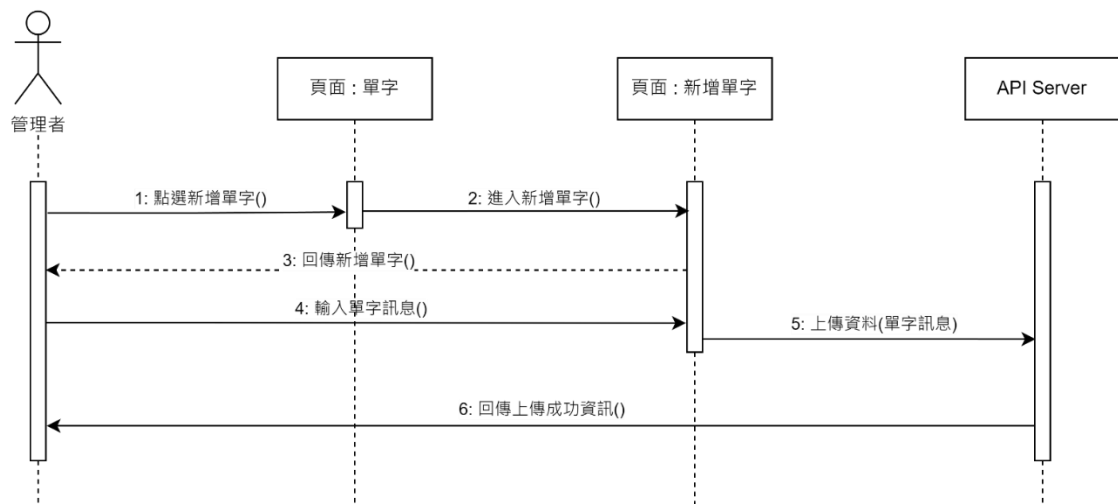 頁面 : 單字
頁面 : 新增單字
API Server
管理者
1: 點選新增單字()
2: 進入新增單字()
3: 回傳新增單字()
4: 輸入單字訊息()
5: 上傳資料(單字訊息)
6: 回傳上傳成功資訊()